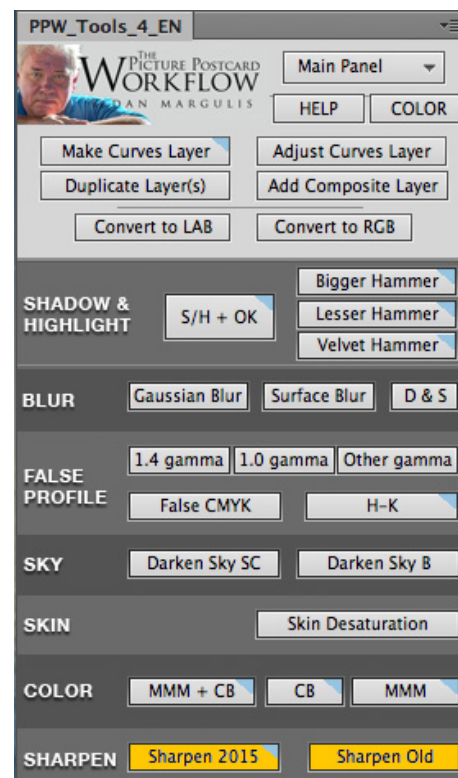 PPW_Tools_4_EN
THE
PICTURE POSTCARD
WORKFLOW
DAN MARGULIS
Main Panel
HELP COLOR
Make Curves Layer Adjust Curves Layer
Duplicate Layer(s) Add Composite Layer
Convert to LAB Convert to RGB
SHADOW &
HIGHLIGHT
S/H + OK
Bigger Hammer
Lesser Hammer
Velvet Hammer
BLUR Gaussian Blur Surface Blur D & S
FALSE
PROFILE
1.4 gamma 1.0 gamma Other gamma
False CMYK H-K
SKY Darken Sky SC Darken Sky B
SKIN Skin Desaturation
COLOR MMM + CB CB MMM
SHARPEN Sharpen 2015 Sharpen Old